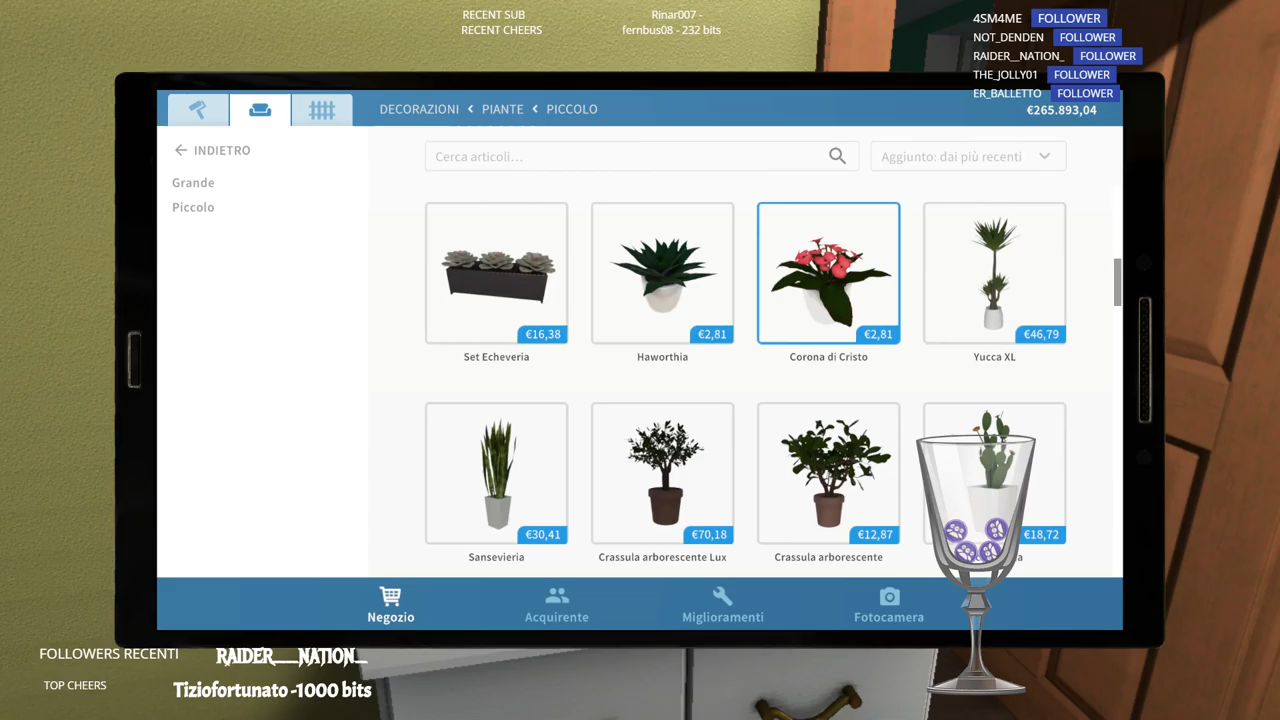 RECENT SUB
RECENT CHEERS
Rinar007 -
fernbus08 - 232 bits
4SM4ME FOLLOWER
NOT_DENDEN FOLLOWER
RAIDER__NATION_ FOLLOWER
THE_JOLLY01 FOLLOWER
ER_BALLETTO FOLLOWER
€265.893,04
DECORAZIONI < PIANTE < PICCOLO
INDIETRO
Grande
Piccolo
Cerca articoli...
Aggiunto: dai più recenti
€16,38
€2,81
€2,81
€46,79
Set Echeveria
Haworthia
Corona di Cristo
Yucca XL
€30,41
€70,18
€12,87
€18,72
Sansevieria
Crassula arborescente Lux
Crassula arborescente
Negozio
Acquirente
Miglioramenti
Fotocamera
FOLLOWERS RECENTI
RAIDER__NATION_
TOP CHEERS
Tiziofortunato -1000 bits